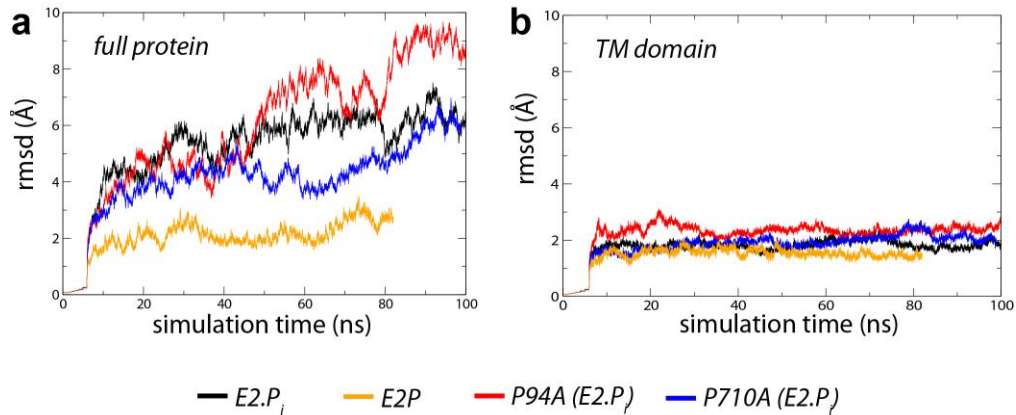 a
full protein
10
8
6
4
2
0
rmsd (Å)
0 20 40 60 80 100
simulation time (ns)
b
TM domain
10
8
6
4
2
0
rmsd (Å)
0 20 40 60 80 100
simulation time (ns)
E2.Pi E2P P94A (E2.Pi) P710A (E2.Pi)